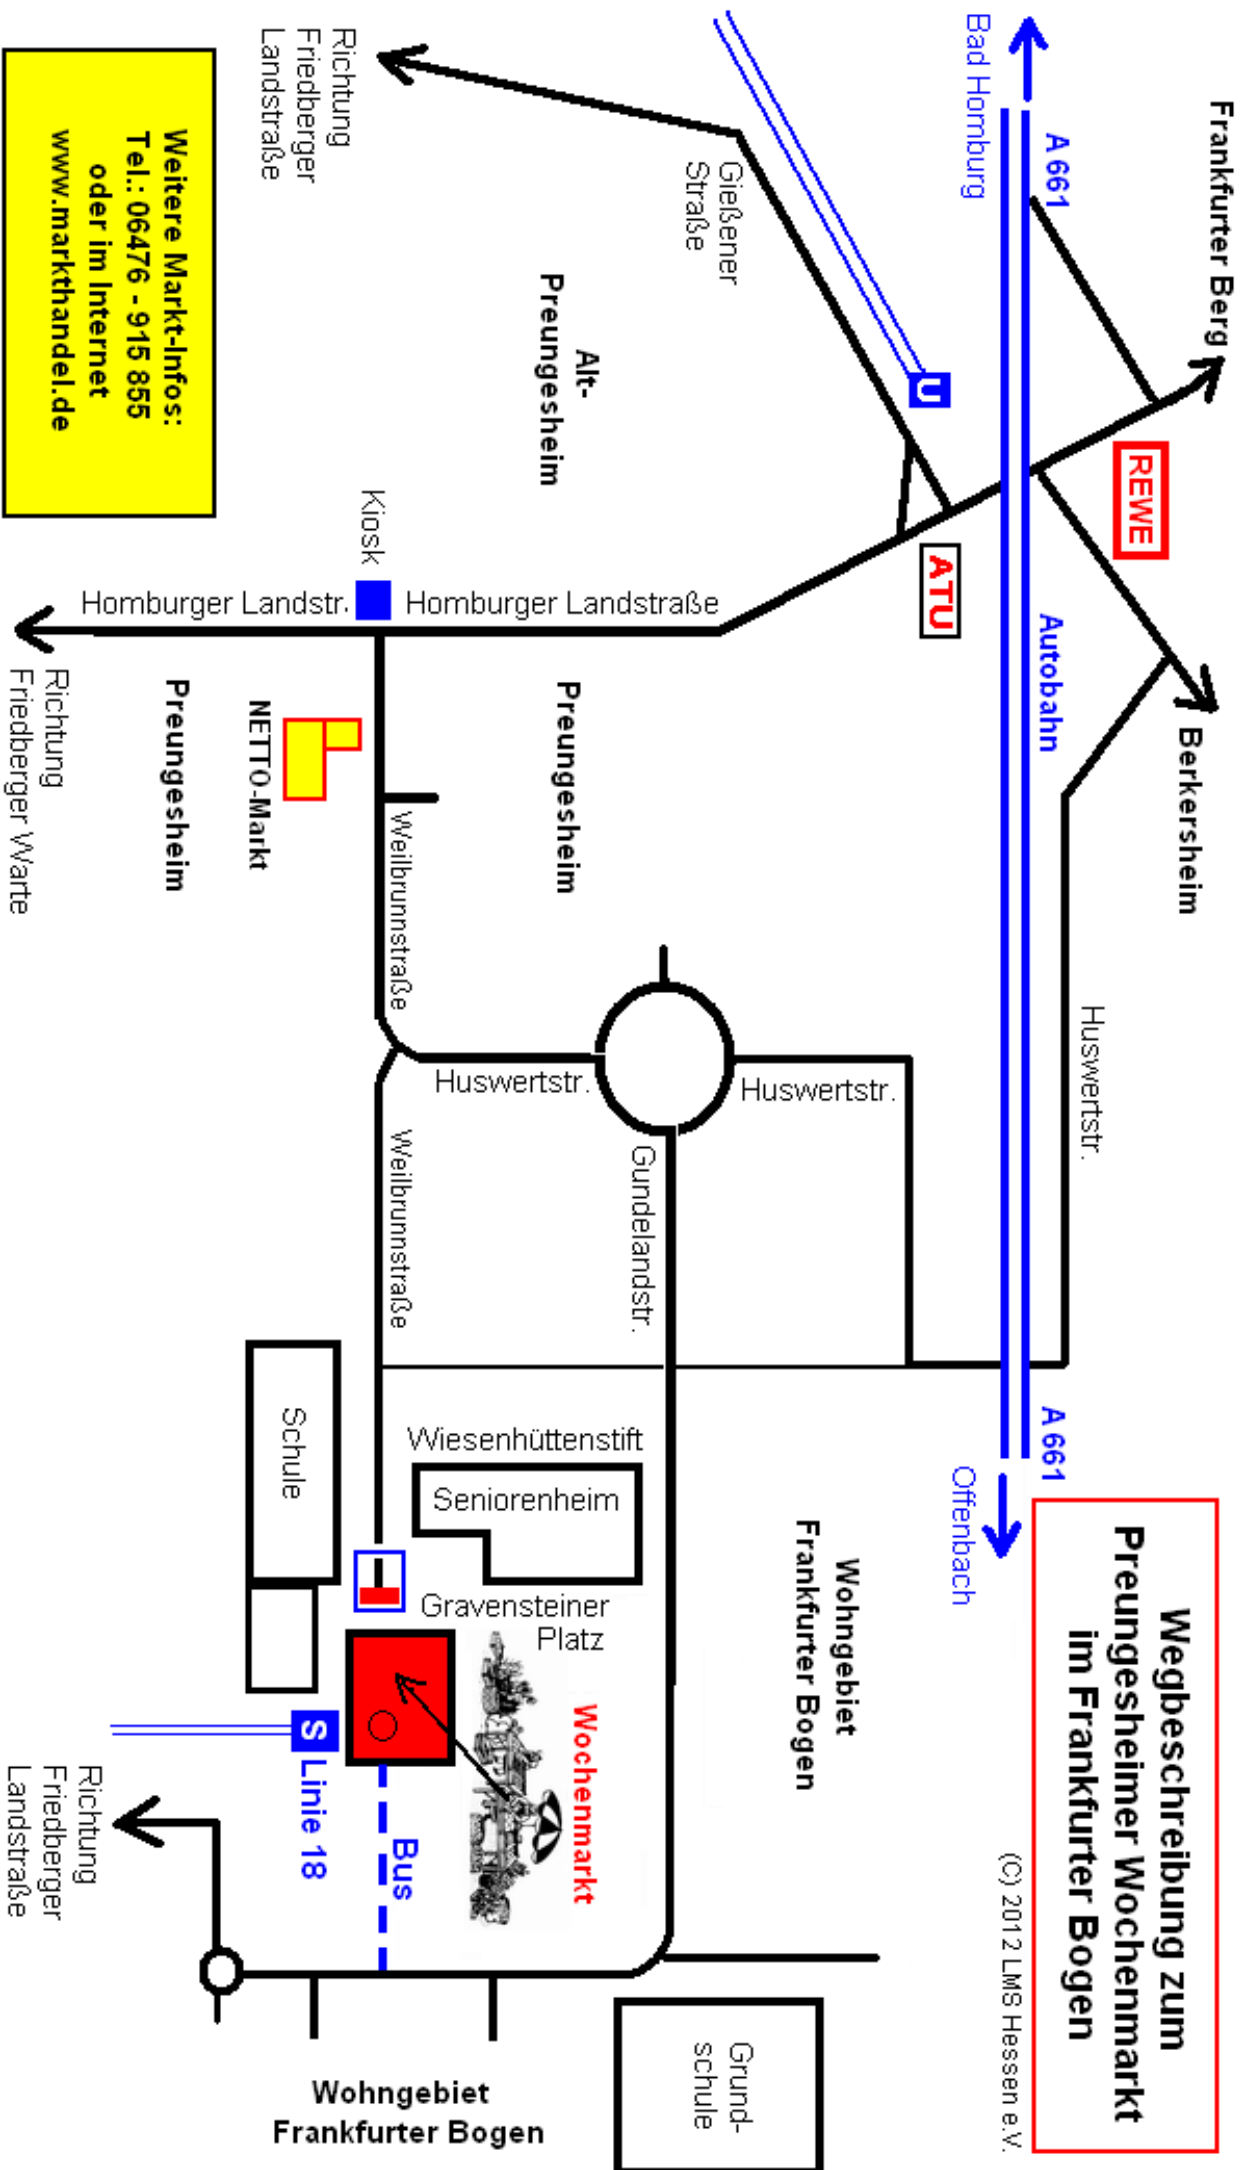 Frankfurter Berg
A 661
Bad Homburg
REWE
Berkersheim
Autobahn
Huswertstr.
A 661
Offenbach
Wegbeschreibung zum
Preungesheimer Wochenmarkt
im Frankfurter Bogen
(C) 2012 LMS Hessen e.V.
U
ATU
Gießener
Straße
Richtung
Friedberger
Landstraße
Alt-
Preungesheim
Kiosk
Homburger Landstr.
Homburger Landstraße
Preungesheim
Huswertstr.
Huswertstr.
Gundelandstr.
Weilbrunnstraße
Weilbrunnstraße
NETTO-Markt
Preungesheim
Richtung
Friedberger Warte
Wohngebiet
Frankfurter Bogen
Wiesenhüttenstift
Seniorenheim
Schule
Gravensteiner
Platz
Wochenmarkt
Bus
S Linie 18
Richtung
Friedberger
Landstraße
Grund-
schule
Wohngebiet
Frankfurter Bogen
Weitere Markt-Infos:
Tel.: 06476 - 915 855
oder im Internet
www.markthandel.de